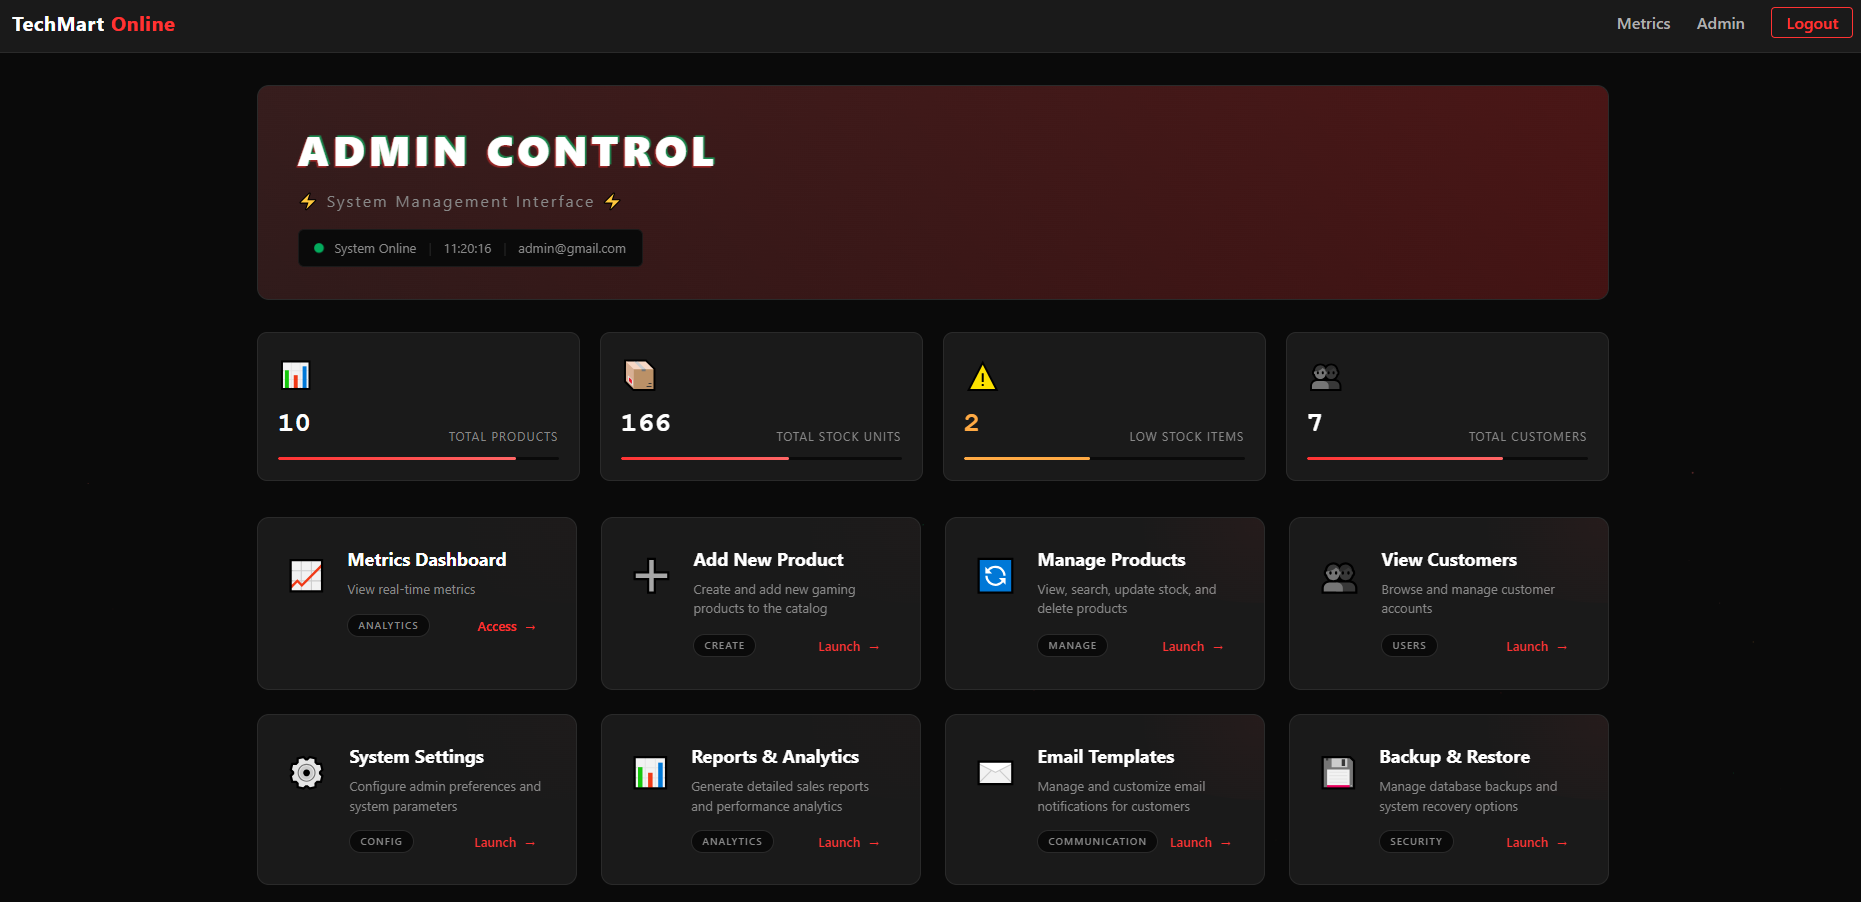 TechMart Online
Metrics
Admin
Logout
ADMIN CONTROL
⚡ System Management Interface ⚡
System Online | 11:20:16 | admin@gmail.com
10
TOTAL PRODUCTS
166
TOTAL STOCK UNITS
2
LOW STOCK ITEMS
7
TOTAL CUSTOMERS
Metrics Dashboard
View real-time metrics
ANALYTICS
Access →
Add New Product
Create and add new gaming
products to the catalog
CREATE
Launch →
Manage Products
View, search, update stock, and
delete products
MANAGE
Launch →
View Customers
Browse and manage customer
accounts
USERS
Launch →
System Settings
Configure admin preferences and
system parameters
CONFIG
Launch →
Reports & Analytics
Generate detailed sales reports
and performance analytics
ANALYTICS
Launch →
Email Templates
Manage and customize email
notifications for customers
COMMUNICATION
Launch →
Backup & Restore
Manage database backups and
system recovery options
SECURITY
Launch →